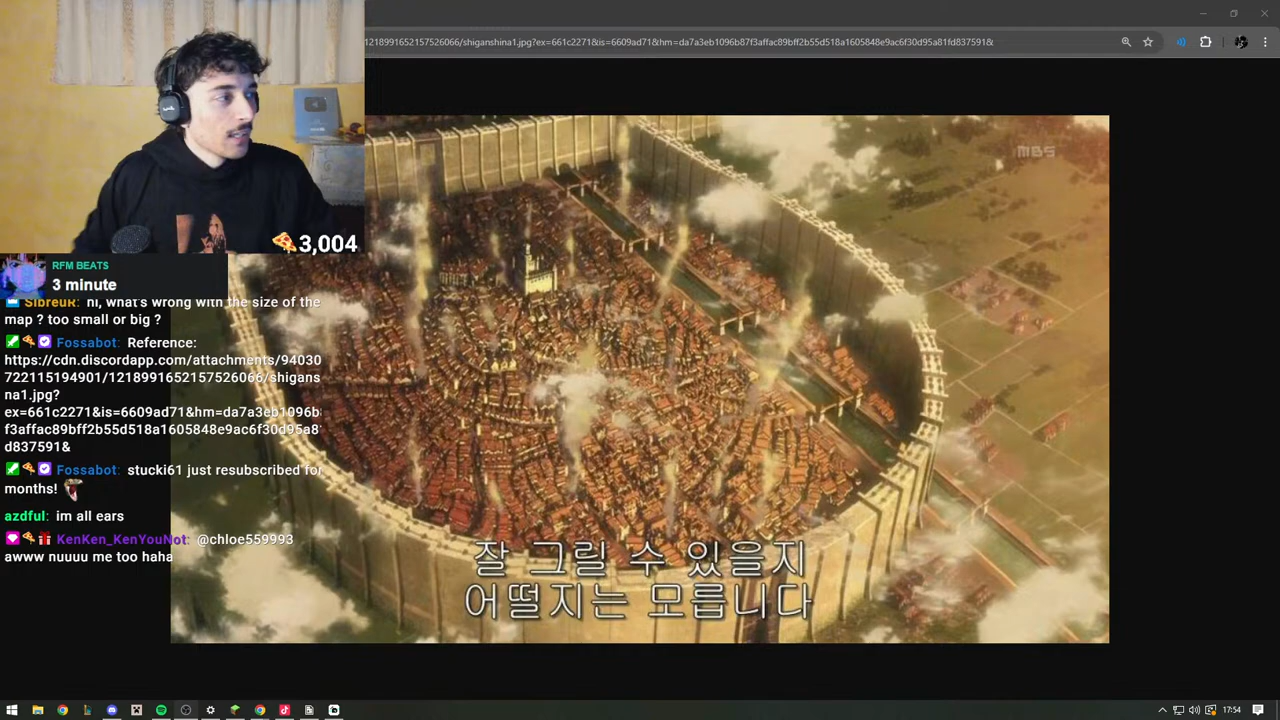 1218991652157526066/shiganshina1.jpg?ex=661c2271&is=6609ad71&hm=da7a3eb1096b87f3affac89bff2b55d518a1605848e9ac6f30d95a81fd837591&
MBS
3,004
RFM BEATS
3 minute
SibreuR: hi, what's wrong with the size of the
map ? too small or big ?
Fossabot: Reference:
https://cdn.discordapp.com/attachments/94030
722115194901/1218991652157526066/shigans
na1.jpg?
ex=661c2271&is=6609ad71&hm=da7a3eb1096b
f3affac89bff2b55d518a1605848e9ac6f30d95a8
d837591&
Fossabot: stucki61 just resubscribed for
months!
azdful: im all ears
KenKen_KenYouNot: @chloe559993
awww nuuuu me too haha
잘 그릴 수 있을지
어떨지는 모릅니다
17:54